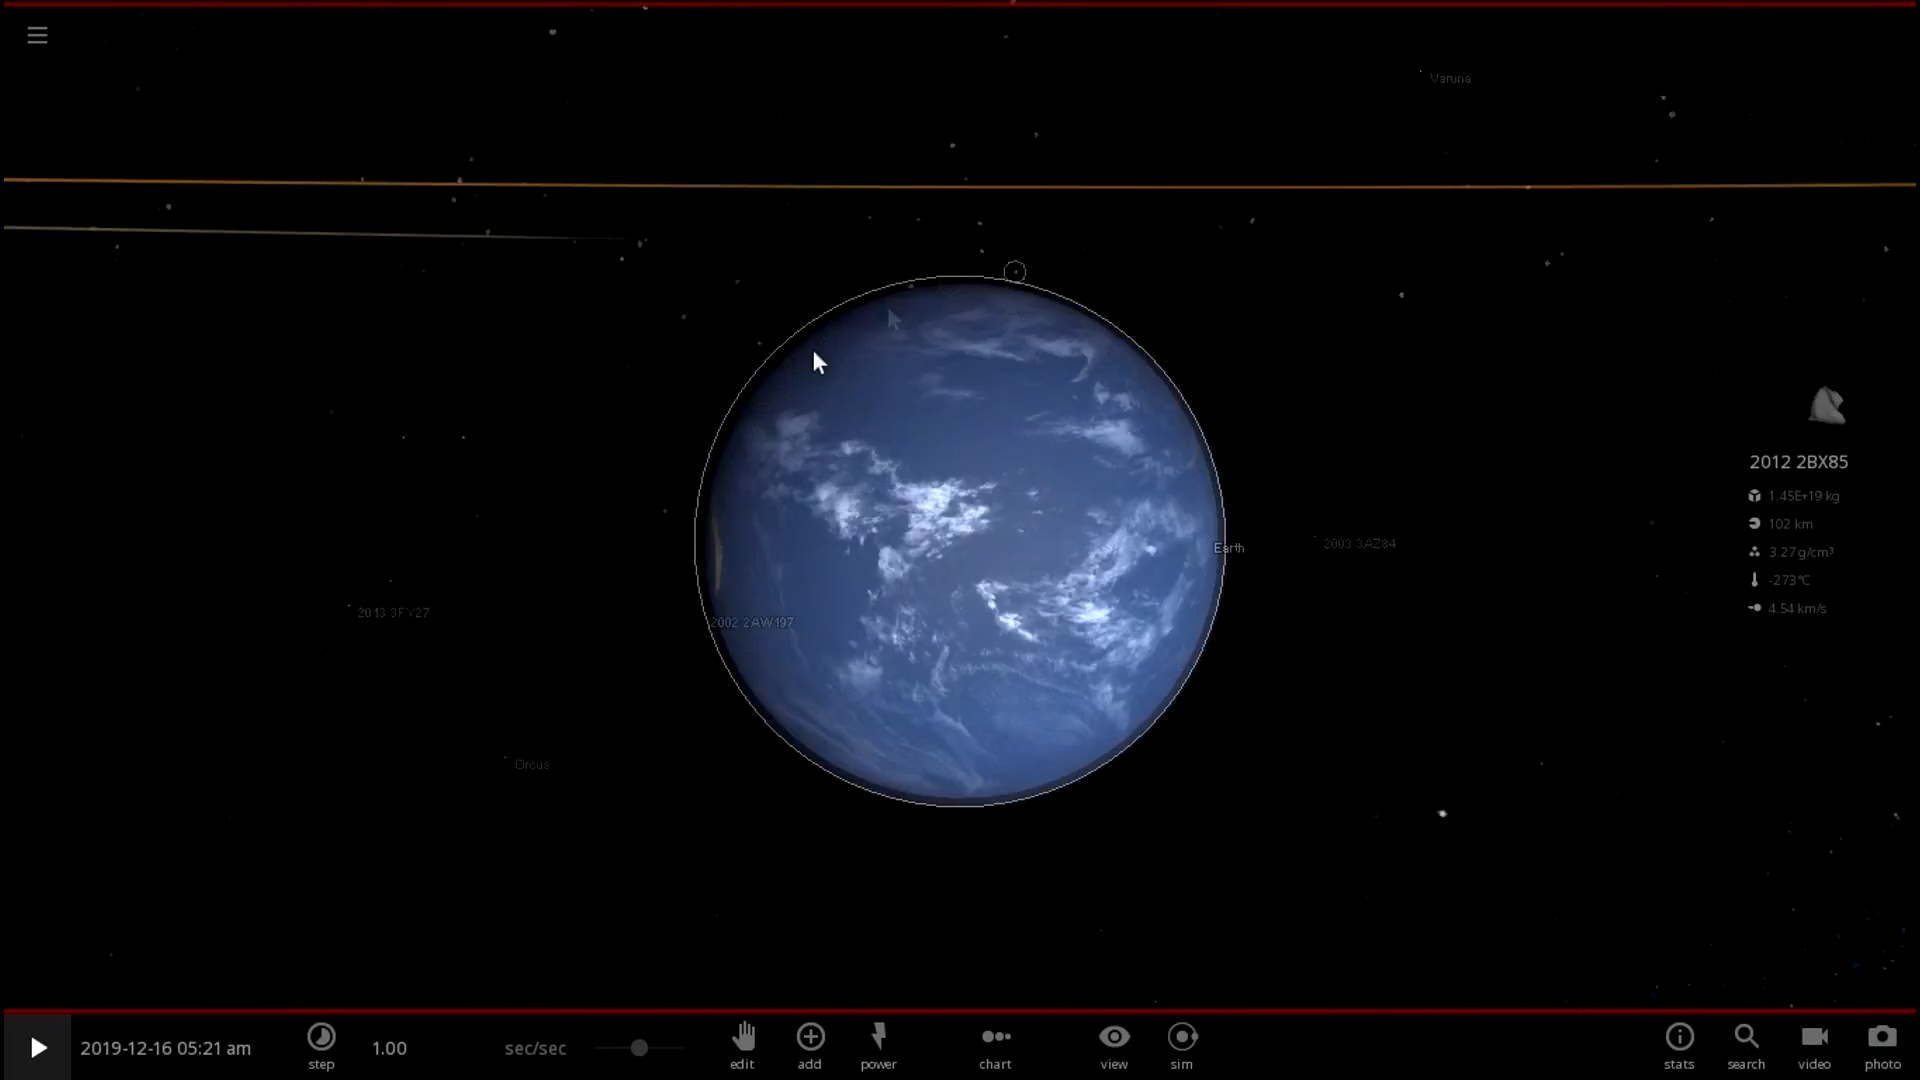 Varuna
Earth
2003 3AZ84
2012 2BX85
1.45E+19 kg
102 km
3.27 g/cm³
-273°C
4.54 km/s
2013 3FY27
2002 2AW197
Orcus
2019-12-16 05:21 am
step
1.00
sec/sec
edit
add
power
chart
view
sim
stats
search
video
photo